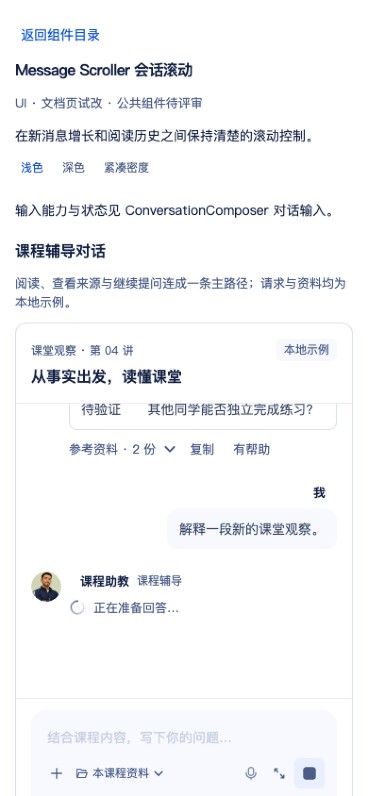 返回组件目录
Message Scroller 会话滚动
UI · 文档页试改 · 公共组件待评审
在新消息增长和阅读历史之间保持清楚的滚动控制。
浅色 深色 紧凑密度
输入能力与状态见 ConversationComposer 对话输入。
课程辅导对话
阅读、查看来源与继续提问连成一条主路径；请求与资料均为
本地示例。
课堂观察 · 第 04 讲 本地示例
从事实出发，读懂课堂
待验证 其他同学能否独立完成练习？
参考资料 · 2 份 复制 有帮助
我
解释一段新的课堂观察。
课程助教 课程辅导
正在准备回答…
结合课程内容，写下你的问题…
本课程资料